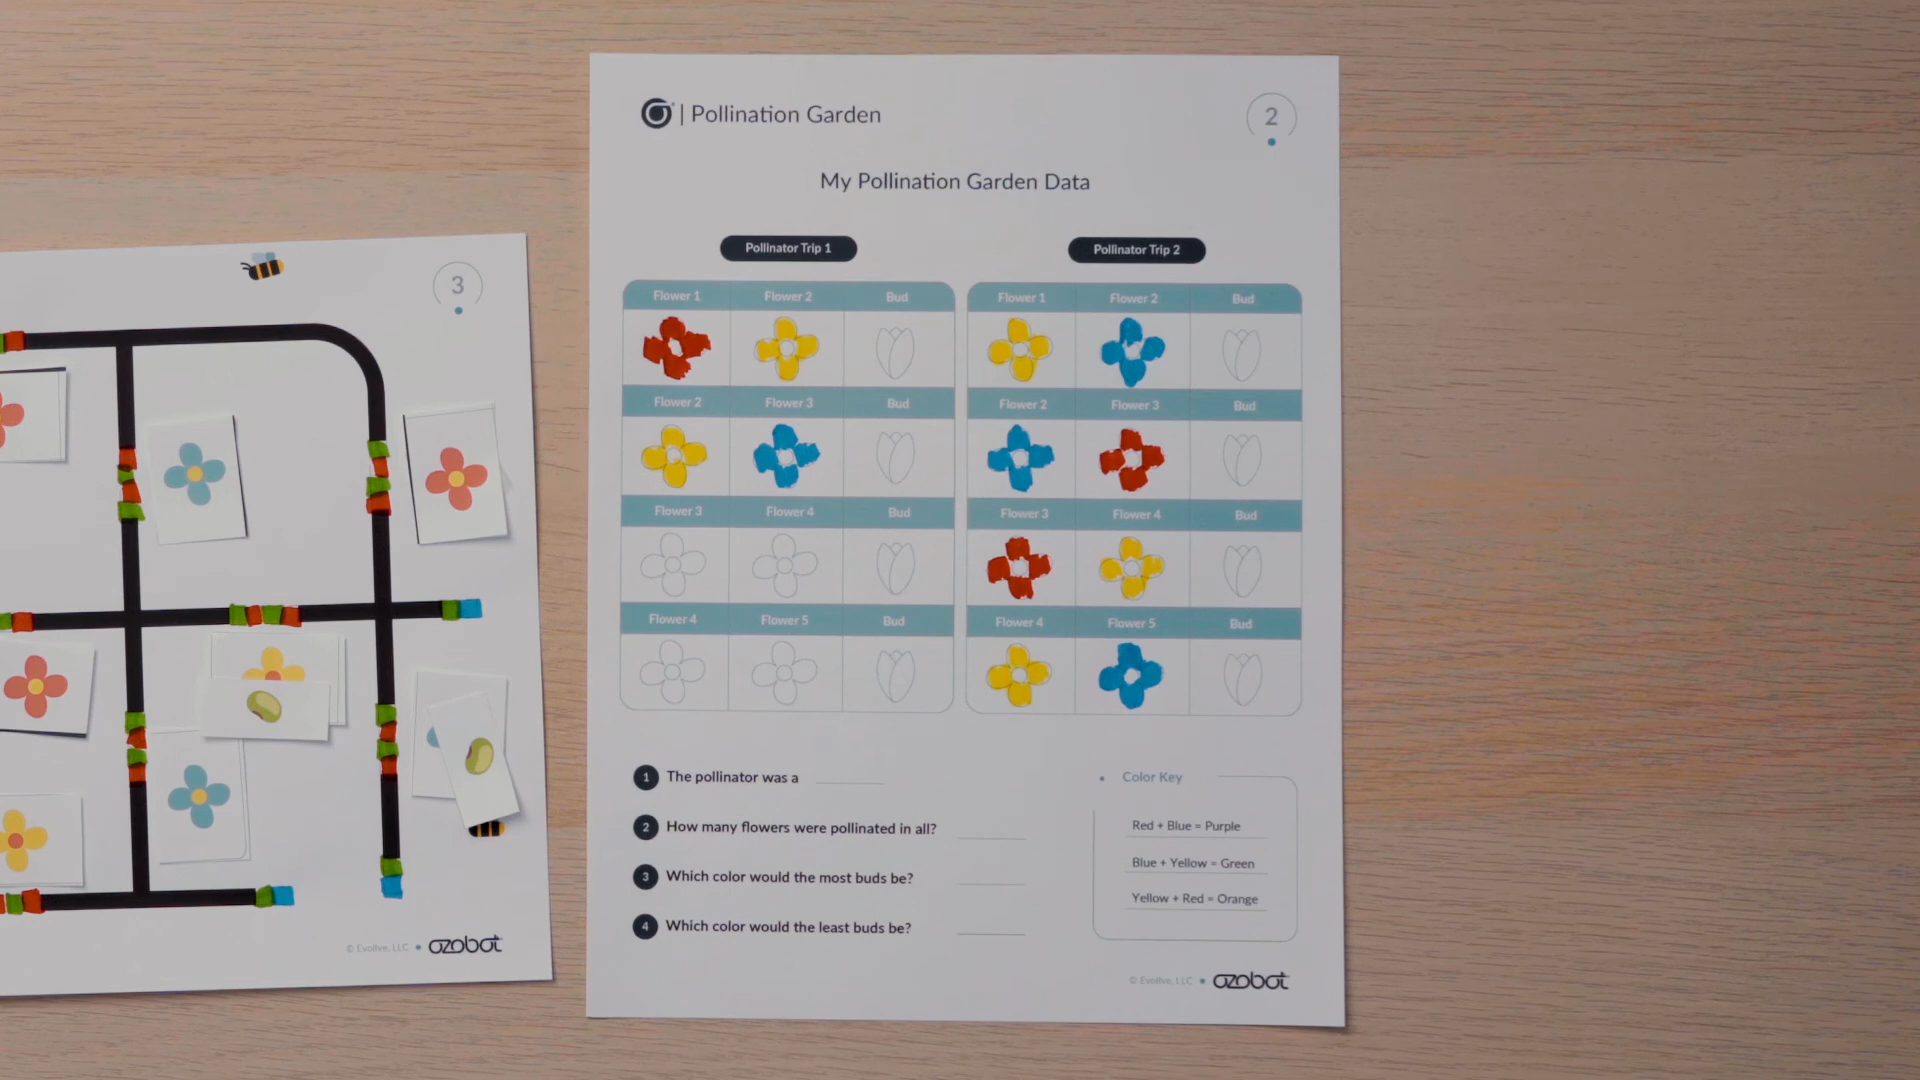 | Pollination Garden
2
My Pollination Garden Data
Pollinator Trip 1
Flower 1 Flower 2 Bud
Flower 2 Flower 3 Bud
Flower 3 Flower 4 Bud
Flower 4 Flower 5 Bud
Pollinator Trip 2
Flower 1 Flower 2 Bud
Flower 2 Flower 3 Bud
Flower 3 Flower 4 Bud
Flower 4 Flower 5 Bud
1 The pollinator was a
2 How many flowers were pollinated in all?
3 Which color would the most buds be?
4 Which color would the least buds be?
Color Key
Red + Blue = Purple
Blue + Yellow = Green
Yellow + Red = Orange
© Evollve, LLC • ozobot
3
© Evollve, LLC • ozobot